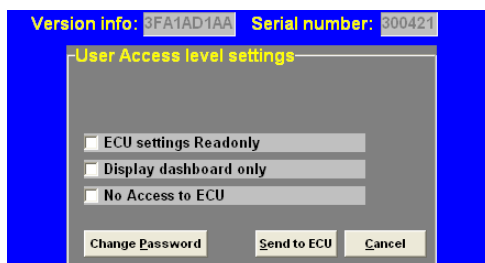 Version info: 3FA1AD1AA Serial number: 300421
User Access level settings
ECU settings Readonly
Display dashboard only
No Access to ECU
Change Password Send to ECU Cancel